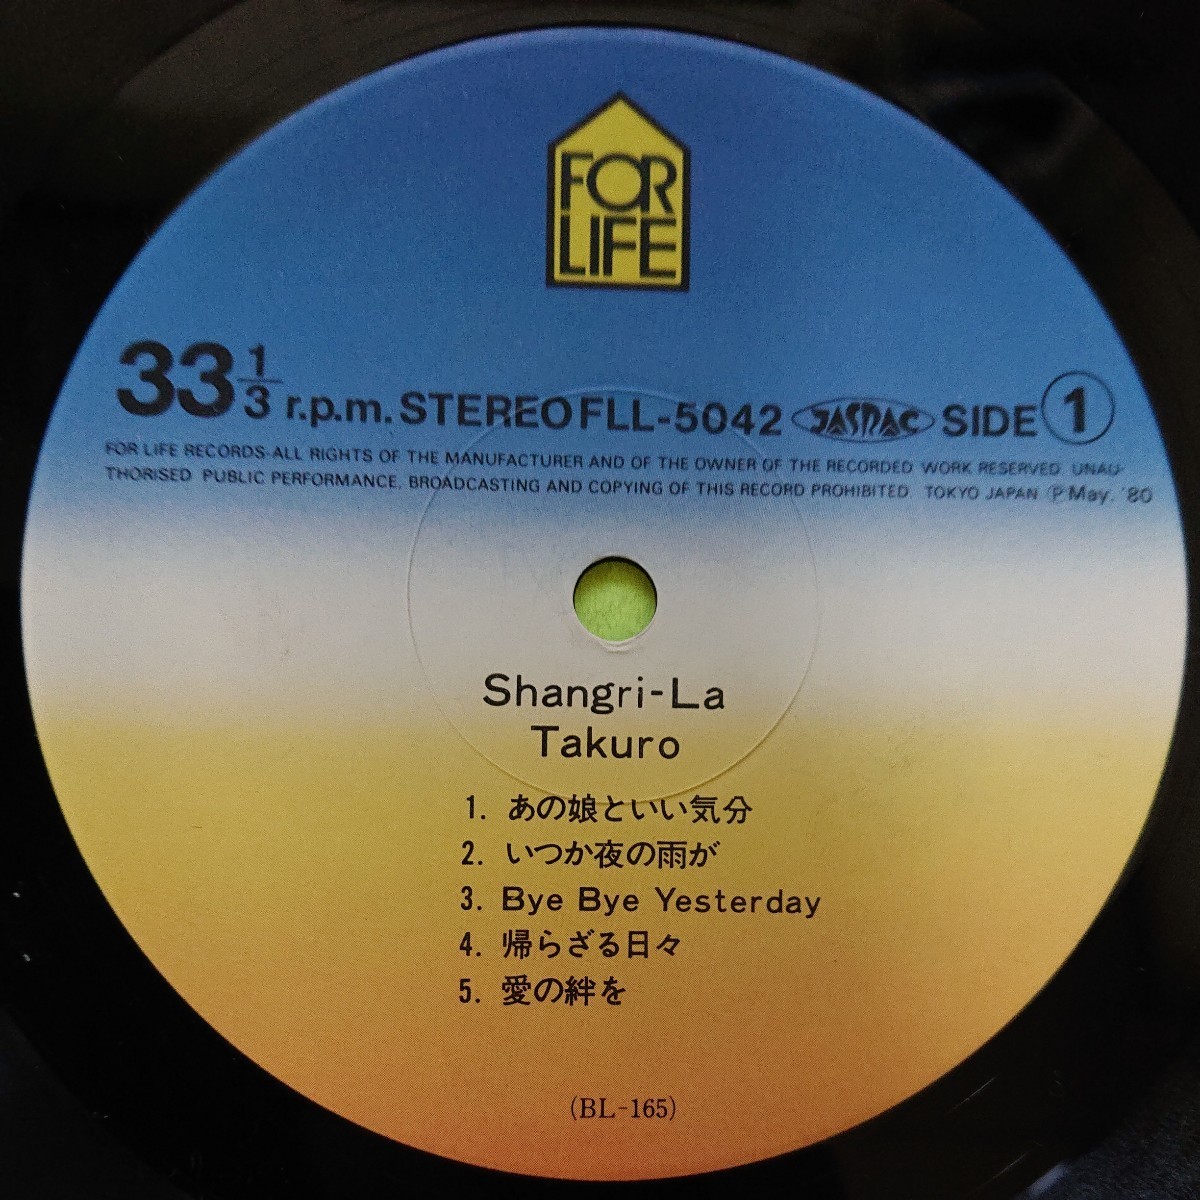 FOR
LIFE
33 1/3 r.p.m. STEREO FLL-5042 JASRAC SIDE 1
FOR LIFE RECORDS·ALL RIGHTS OF THE MANUFACTURER AND OF THE OWNER OF THE RECORDED WORK RESERVED UNAU-
THORISED PUBLIC PERFORMANCE, BROADCASTING AND COPYING OF THIS RECORD PROHIBITED. TOKYO JAPAN ℗ May. '80
Shangri-La
Takuro
1. あの娘といい気分
2. いつか夜の雨が
3. Bye Bye Yesterday
4. 帰らざる日々
5. 愛の絆を
(BL-165)